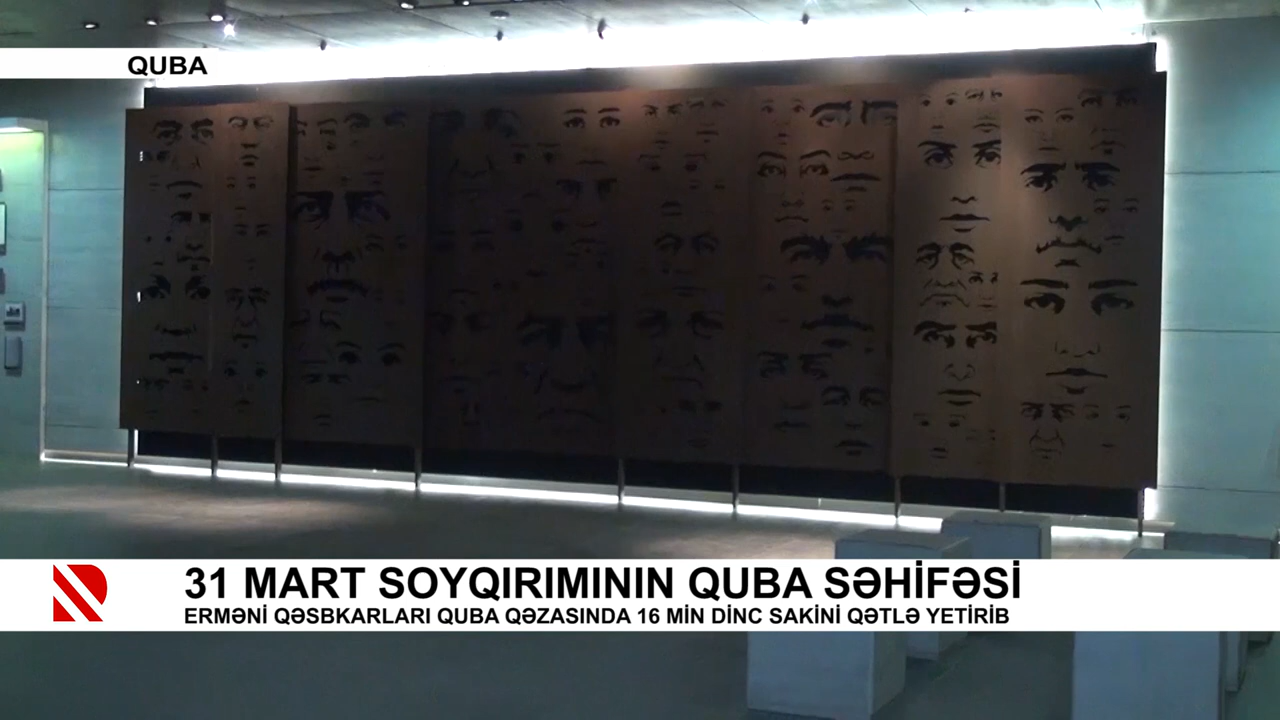 QUBA
31 MART SOYQIRIMININ QUBA SƏHİFƏSİ
ERMƏNİ QƏSBKARLARI QUBA QƏZASINDA 16 MİN DİNC SAKİNİ QƏTLƏ YETİRİB